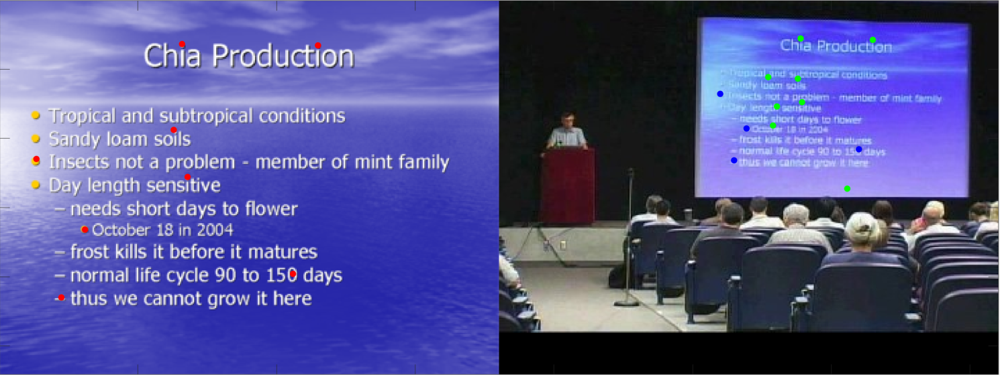 Chia Production
Tropical and subtropical conditions
Sandy loam soils
Insects not a problem - member of mint family
Day length sensitive
– needs short days to flower
October 18 in 2004
– frost kills it before it matures
– normal life cycle 90 to 150 days
– thus we cannot grow it here
Chia Production
Tropical and subtropical conditions
Sandy loam soils
Insects not a problem - member of mint family
Day length sensitive
– needs short days to flower
October 18 in 2004
– frost kills it before it matures
– normal life cycle 90 to 150 days
thus we cannot grow it here